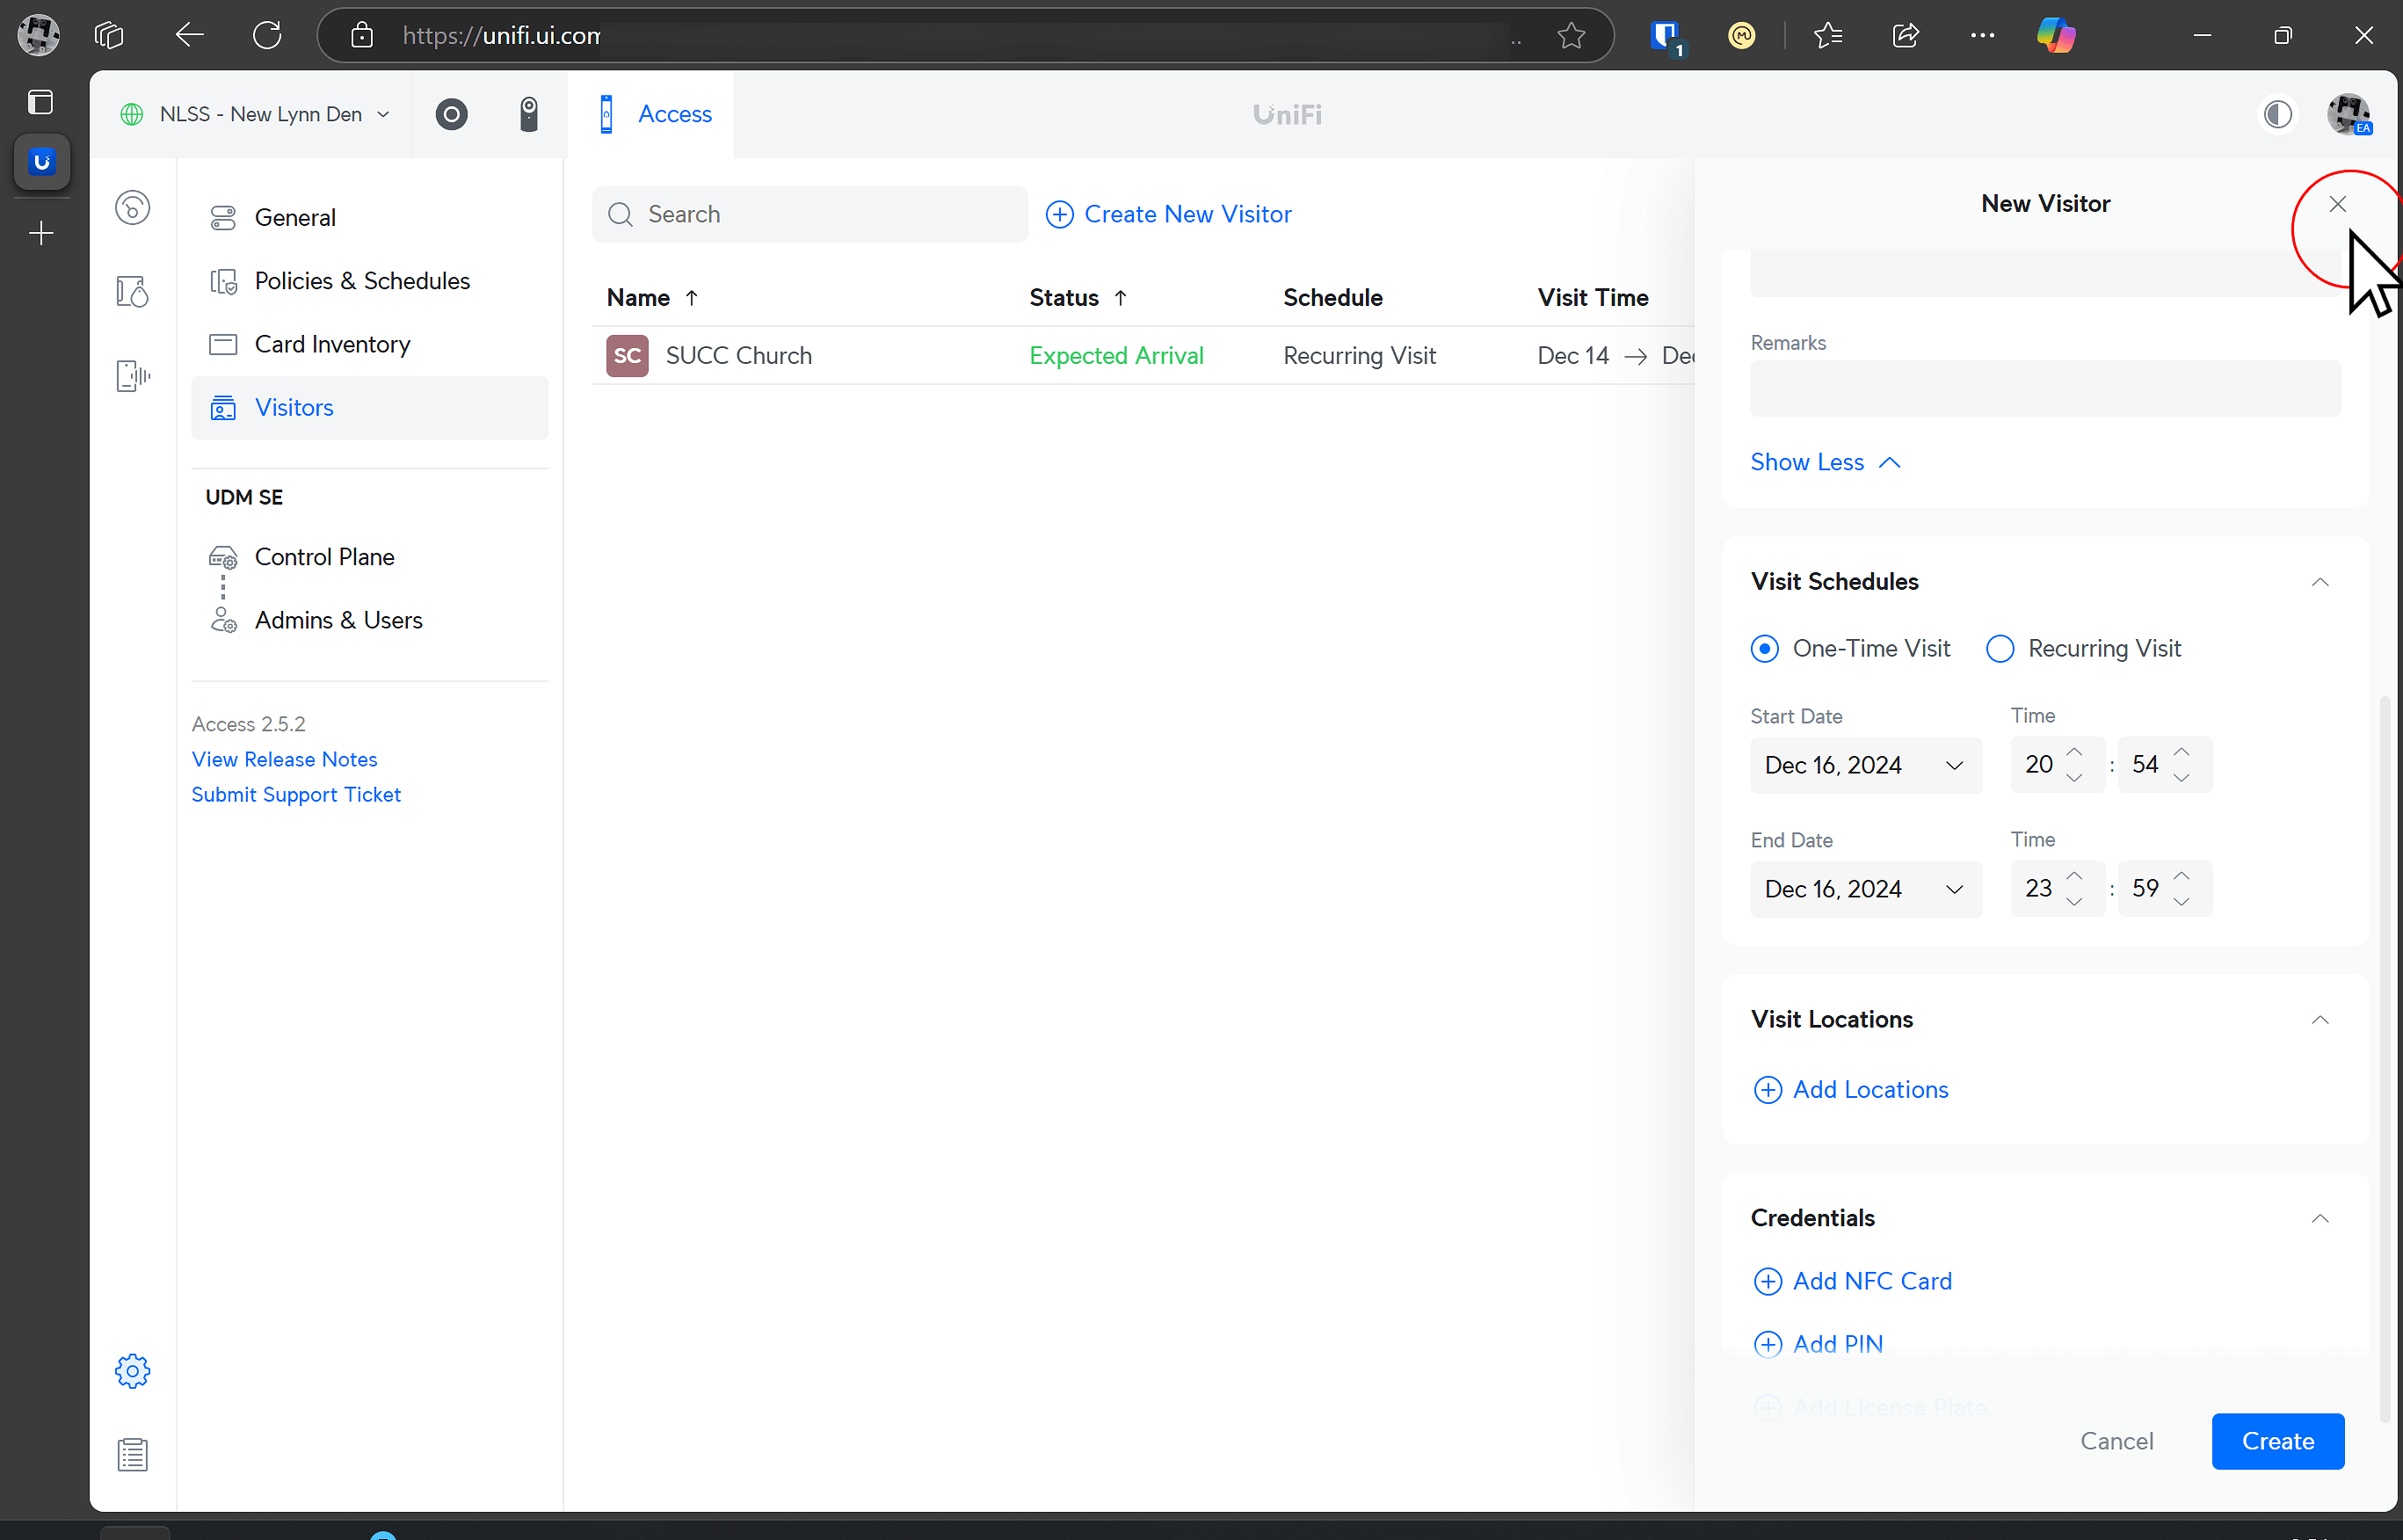 https://unifi.ui.com
..
1
NLSS - New Lynn Den
Access
UniFi
EA
General
Policies & Schedules
Card Inventory
Visitors
UDM SE
Control Plane
Admins & Users
Access 2.5.2
View Release Notes
Submit Support Ticket
Search
Create New Visitor
Name ↑ Status ↑ Schedule Visit Time
SC SUCC Church Expected Arrival Recurring Visit Dec 14 → Dec
New Visitor
Remarks
Show Less
Visit Schedules
One-Time Visit Recurring Visit
Start Date Time
Dec 16, 2024 20 : 54
End Date Time
Dec 16, 2024 23 : 59
Visit Locations
Add Locations
Credentials
Add NFC Card
Add PIN
Add License Plate
Cancel Create